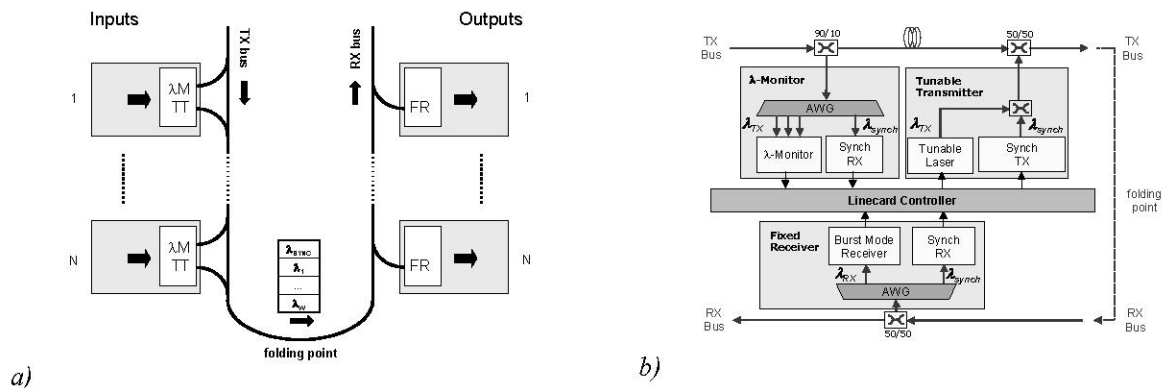 Inputs
Outputs
TX bus
RX bus
1
λM
TT
FR
1
N
λM
TT
FR
N
λSYNC
λ1
...
λW
folding point
a)
90/10
50/50
TX
Bus
TX
Bus
λ-Monitor
AWG
λTX
λsynch
λ-Monitor
Synch
RX
Tunable
Transmitter
λTX
λsynch
Tunable
Laser
Synch
TX
Linecard Controller
folding
point
Fixed
Receiver
Burst Mode
Receiver
Synch
RX
λRX
λsynch
AWG
RX
Bus
50/50
RX
Bus
b)